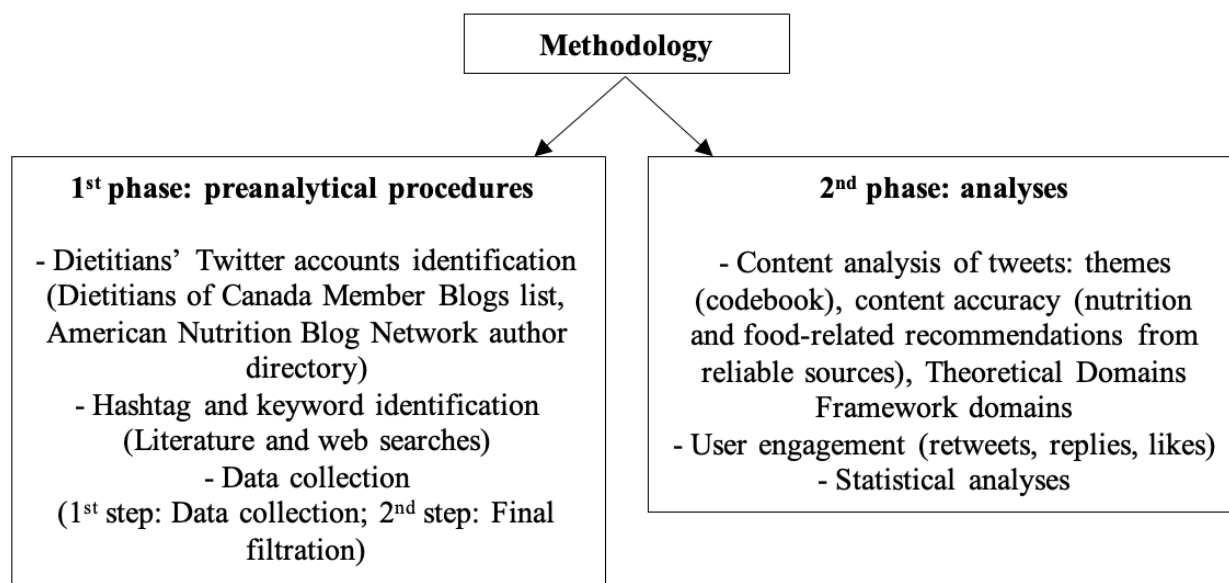 Methodology
1st phase: preanalytical procedures
- Dietitians’ Twitter accounts identification
(Dietitians of Canada Member Blogs list,
American Nutrition Blog Network author
directory)
- Hashtag and keyword identification
(Literature and web searches)
- Data collection
(1st step: Data collection; 2nd step: Final
filtration)
2nd phase: analyses
- Content analysis of tweets: themes
(codebook), content accuracy (nutrition
and food-related recommendations from
reliable sources), Theoretical Domains
Framework domains
- User engagement (retweets, replies, likes)
- Statistical analyses